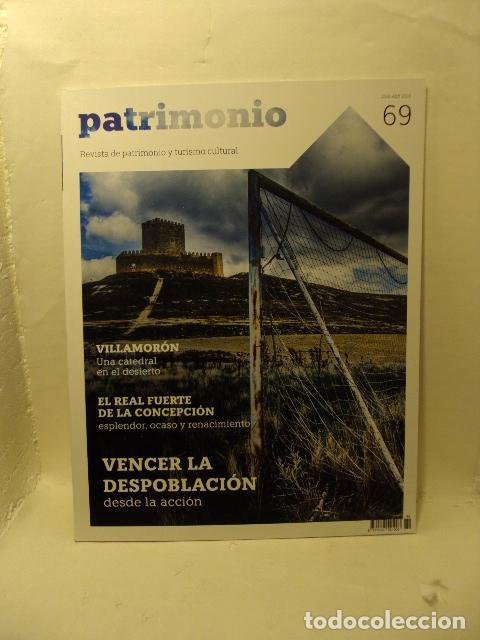 patrimonio
69
Revista de patrimonio y turismo cultural
VILLAMORÓN
Una catedral
en el desierto
EL REAL FUERTE
DE LA CONCEPCIÓN
esplendor, ocaso y renacimiento
VENCER LA
DESPOBLACIÓN
desde la acción
todocoleccion.net